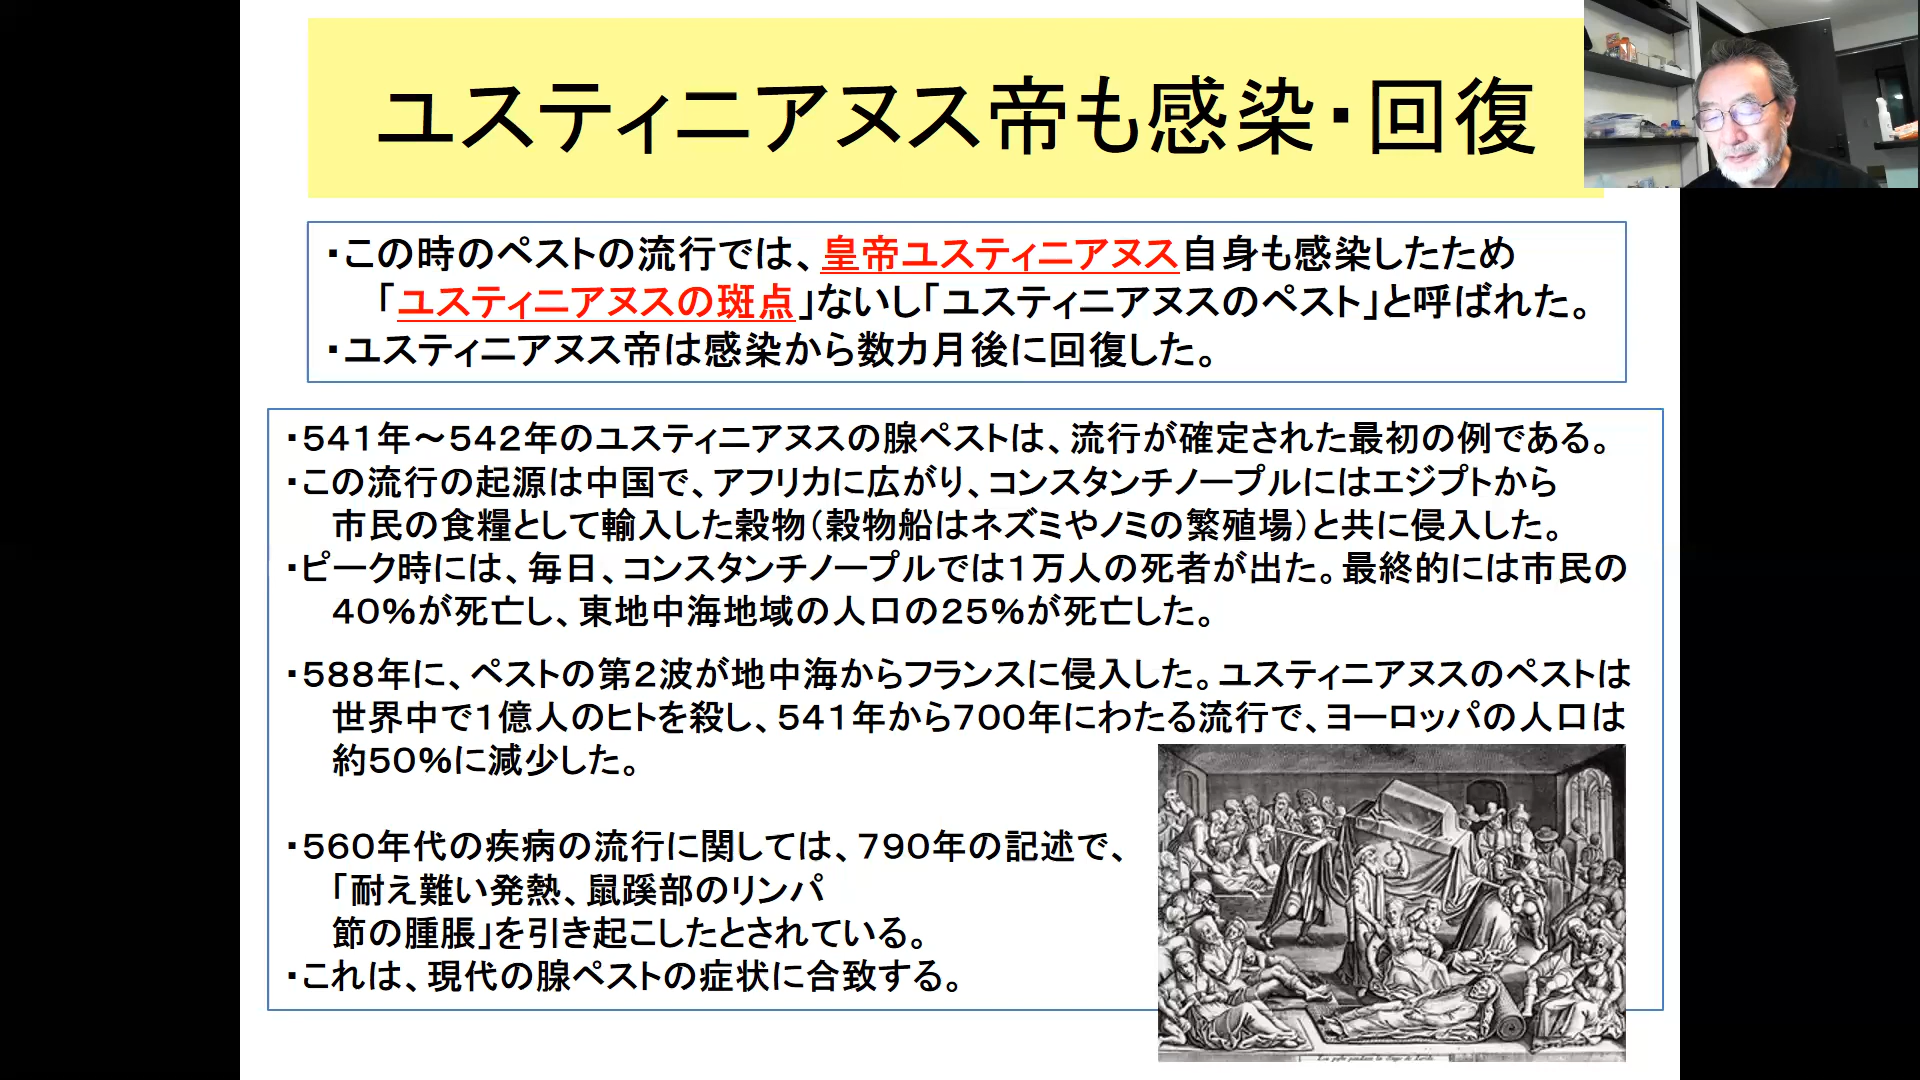 ユスティニアヌス帝も感染・回復
・この時のペストの流行では、皇帝ユスティニアヌス自身も感染したため
「ユスティニアヌスの斑点」ないし「ユスティニアヌスのペスト」と呼ばれた。
・ユスティニアヌス帝は感染から数カ月後に回復した。
・541年～542年のユスティニアヌスの腺ペストは、流行が確定された最初の例である。
・この流行の起源は中国で、アフリカに広がり、コンスタンチノープルにはエジプトから
市民の食糧として輸入した穀物（穀物船はネズミやノミの繁殖場）と共に侵入した。
・ピーク時には、毎日、コンスタンチノープルでは１万人の死者が出た。最終的には市民の
４０％が死亡し、東地中海地域の人口の２５％が死亡した。
・588年に、ペストの第２波が地中海からフランスに侵入した。ユスティニアヌスのペストは
世界中で１億人のヒトを殺し、541年から700年にわたる流行で、ヨーロッパの人口は
約50％に減少した。
・560年代の疾病の流行に関しては、790年の記述で、
「耐え難い発熱、鼠蹊部のリンパ
節の腫脹」を引き起こしたとされている。
・これは、現代の腺ペストの症状に合致する。